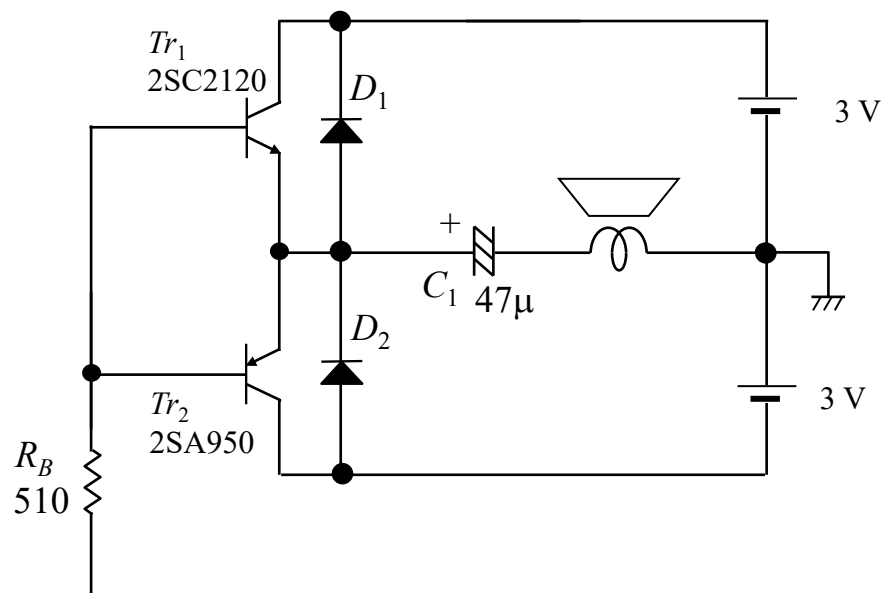 Tr1
2SC2120
D1
3 V
+
C1
47μ
D2
Tr2
2SA950
3 V
RB
510